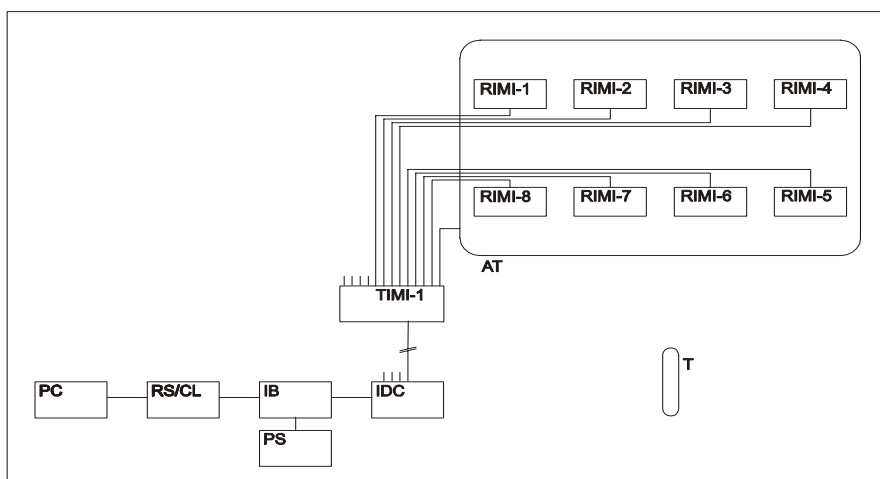 RIMI-1 RIMI-2 RIMI-3 RIMI-4
RIMI-8 RIMI-7 RIMI-6 RIMI-5
AT
TIMI-1
T
PC RS/CL IB IDC
PS